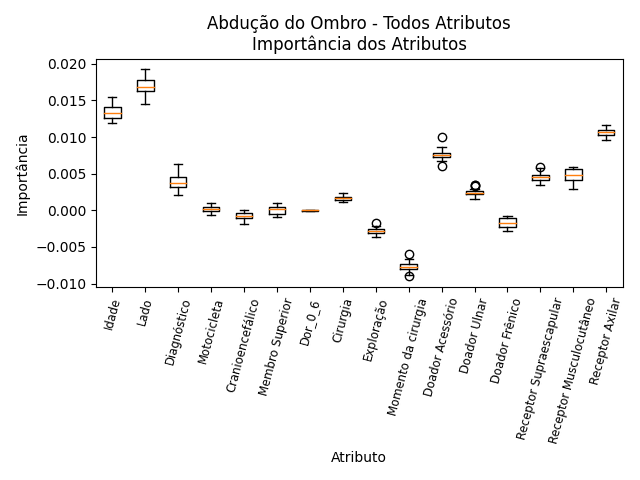 Abdução do Ombro - Todos Atributos
Importância dos Atributos
0.020
0.015
0.010
0.005
0.000
−0.005
−0.010
Importância
Idade
Lado
Diagnóstico
Motocicleta
Cranioencefálico
Membro Superior
Dor_0_6
Cirurgia
Exploração
Momento da cirurgia
Doador Acessório
Doador Ulnar
Doador Frênico
Receptor Supraescapular
Receptor Musculocutâneo
Receptor Axilar
Atributo